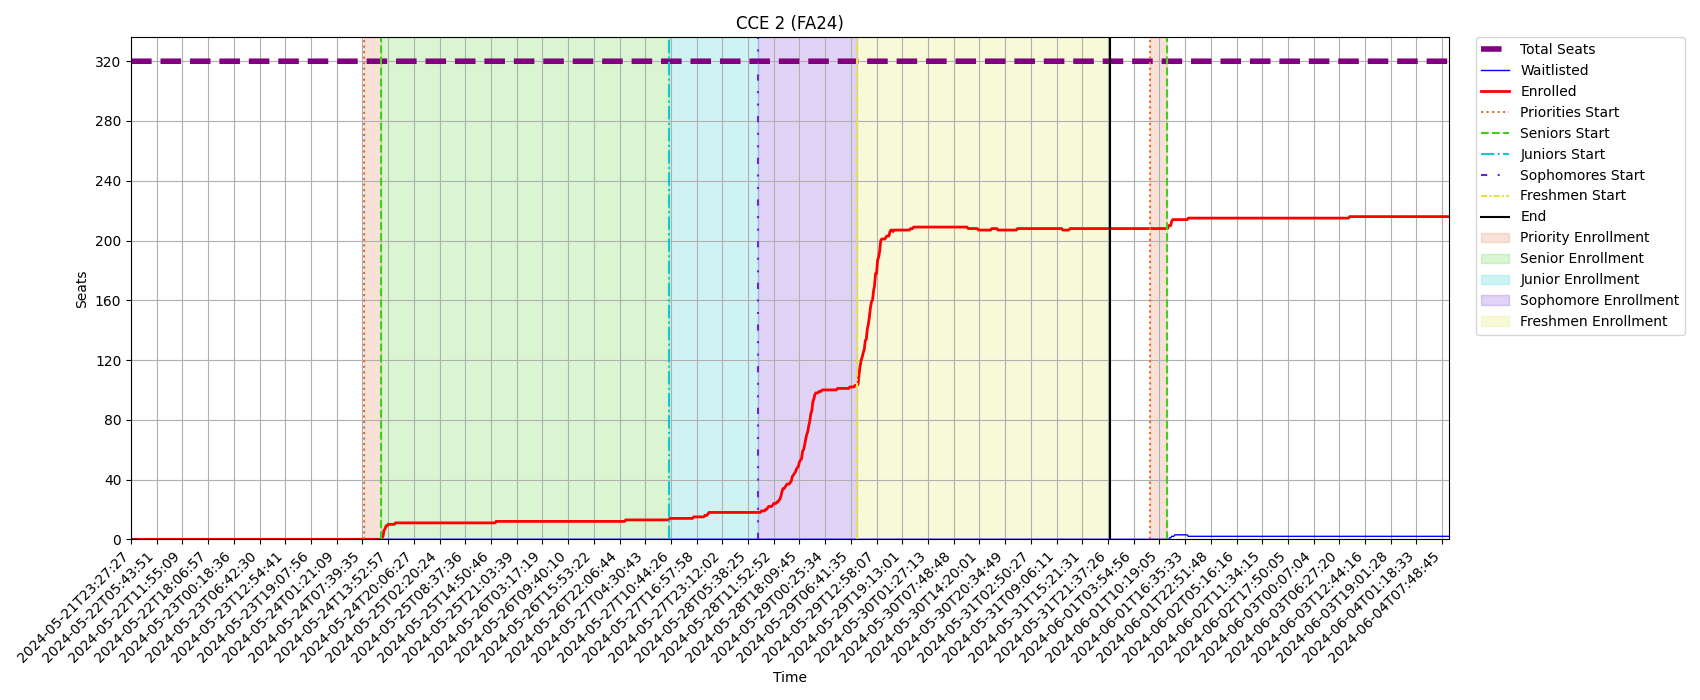 CCE 2 (FA24)
Total Seats
Waitlisted
Enrolled
Priorities Start
Seniors Start
Juniors Start
Sophomores Start
Freshmen Start
End
Priority Enrollment
Senior Enrollment
Junior Enrollment
Sophomore Enrollment
Freshmen Enrollment
Seats
320
280
240
200
160
120
80
40
0
2024-05-21T23:27:27
2024-05-22T05:43:51
2024-05-22T11:55:09
2024-05-22T18:06:57
2024-05-23T00:18:36
2024-05-23T06:42:30
2024-05-23T12:54:41
2024-05-23T19:07:56
2024-05-24T01:21:09
2024-05-24T07:39:35
2024-05-24T13:52:57
2024-05-24T20:06:27
2024-05-25T02:20:24
2024-05-25T08:37:36
2024-05-25T14:50:46
2024-05-25T21:03:39
2024-05-26T03:17:19
2024-05-26T09:40:10
2024-05-26T15:53:22
2024-05-26T22:06:44
2024-05-27T04:30:43
2024-05-27T10:44:26
2024-05-27T16:57:58
2024-05-27T23:12:02
2024-05-28T05:38:25
2024-05-28T11:52:52
2024-05-28T18:09:45
2024-05-29T00:25:34
2024-05-29T06:41:35
2024-05-29T12:58:07
2024-05-29T19:13:01
2024-05-30T01:27:13
2024-05-30T07:48:48
2024-05-30T14:20:01
2024-05-30T20:34:49
2024-05-31T02:50:27
2024-05-31T09:06:11
2024-05-31T15:21:31
2024-05-31T21:37:26
2024-06-01T03:54:56
2024-06-01T10:19:05
2024-06-01T16:35:33
2024-06-01T22:51:48
2024-06-02T05:16:16
2024-06-02T11:34:15
2024-06-02T17:50:05
2024-06-03T00:07:04
2024-06-03T06:27:20
2024-06-03T12:44:16
2024-06-03T19:01:28
2024-06-04T01:18:33
2024-06-04T07:48:45
Time